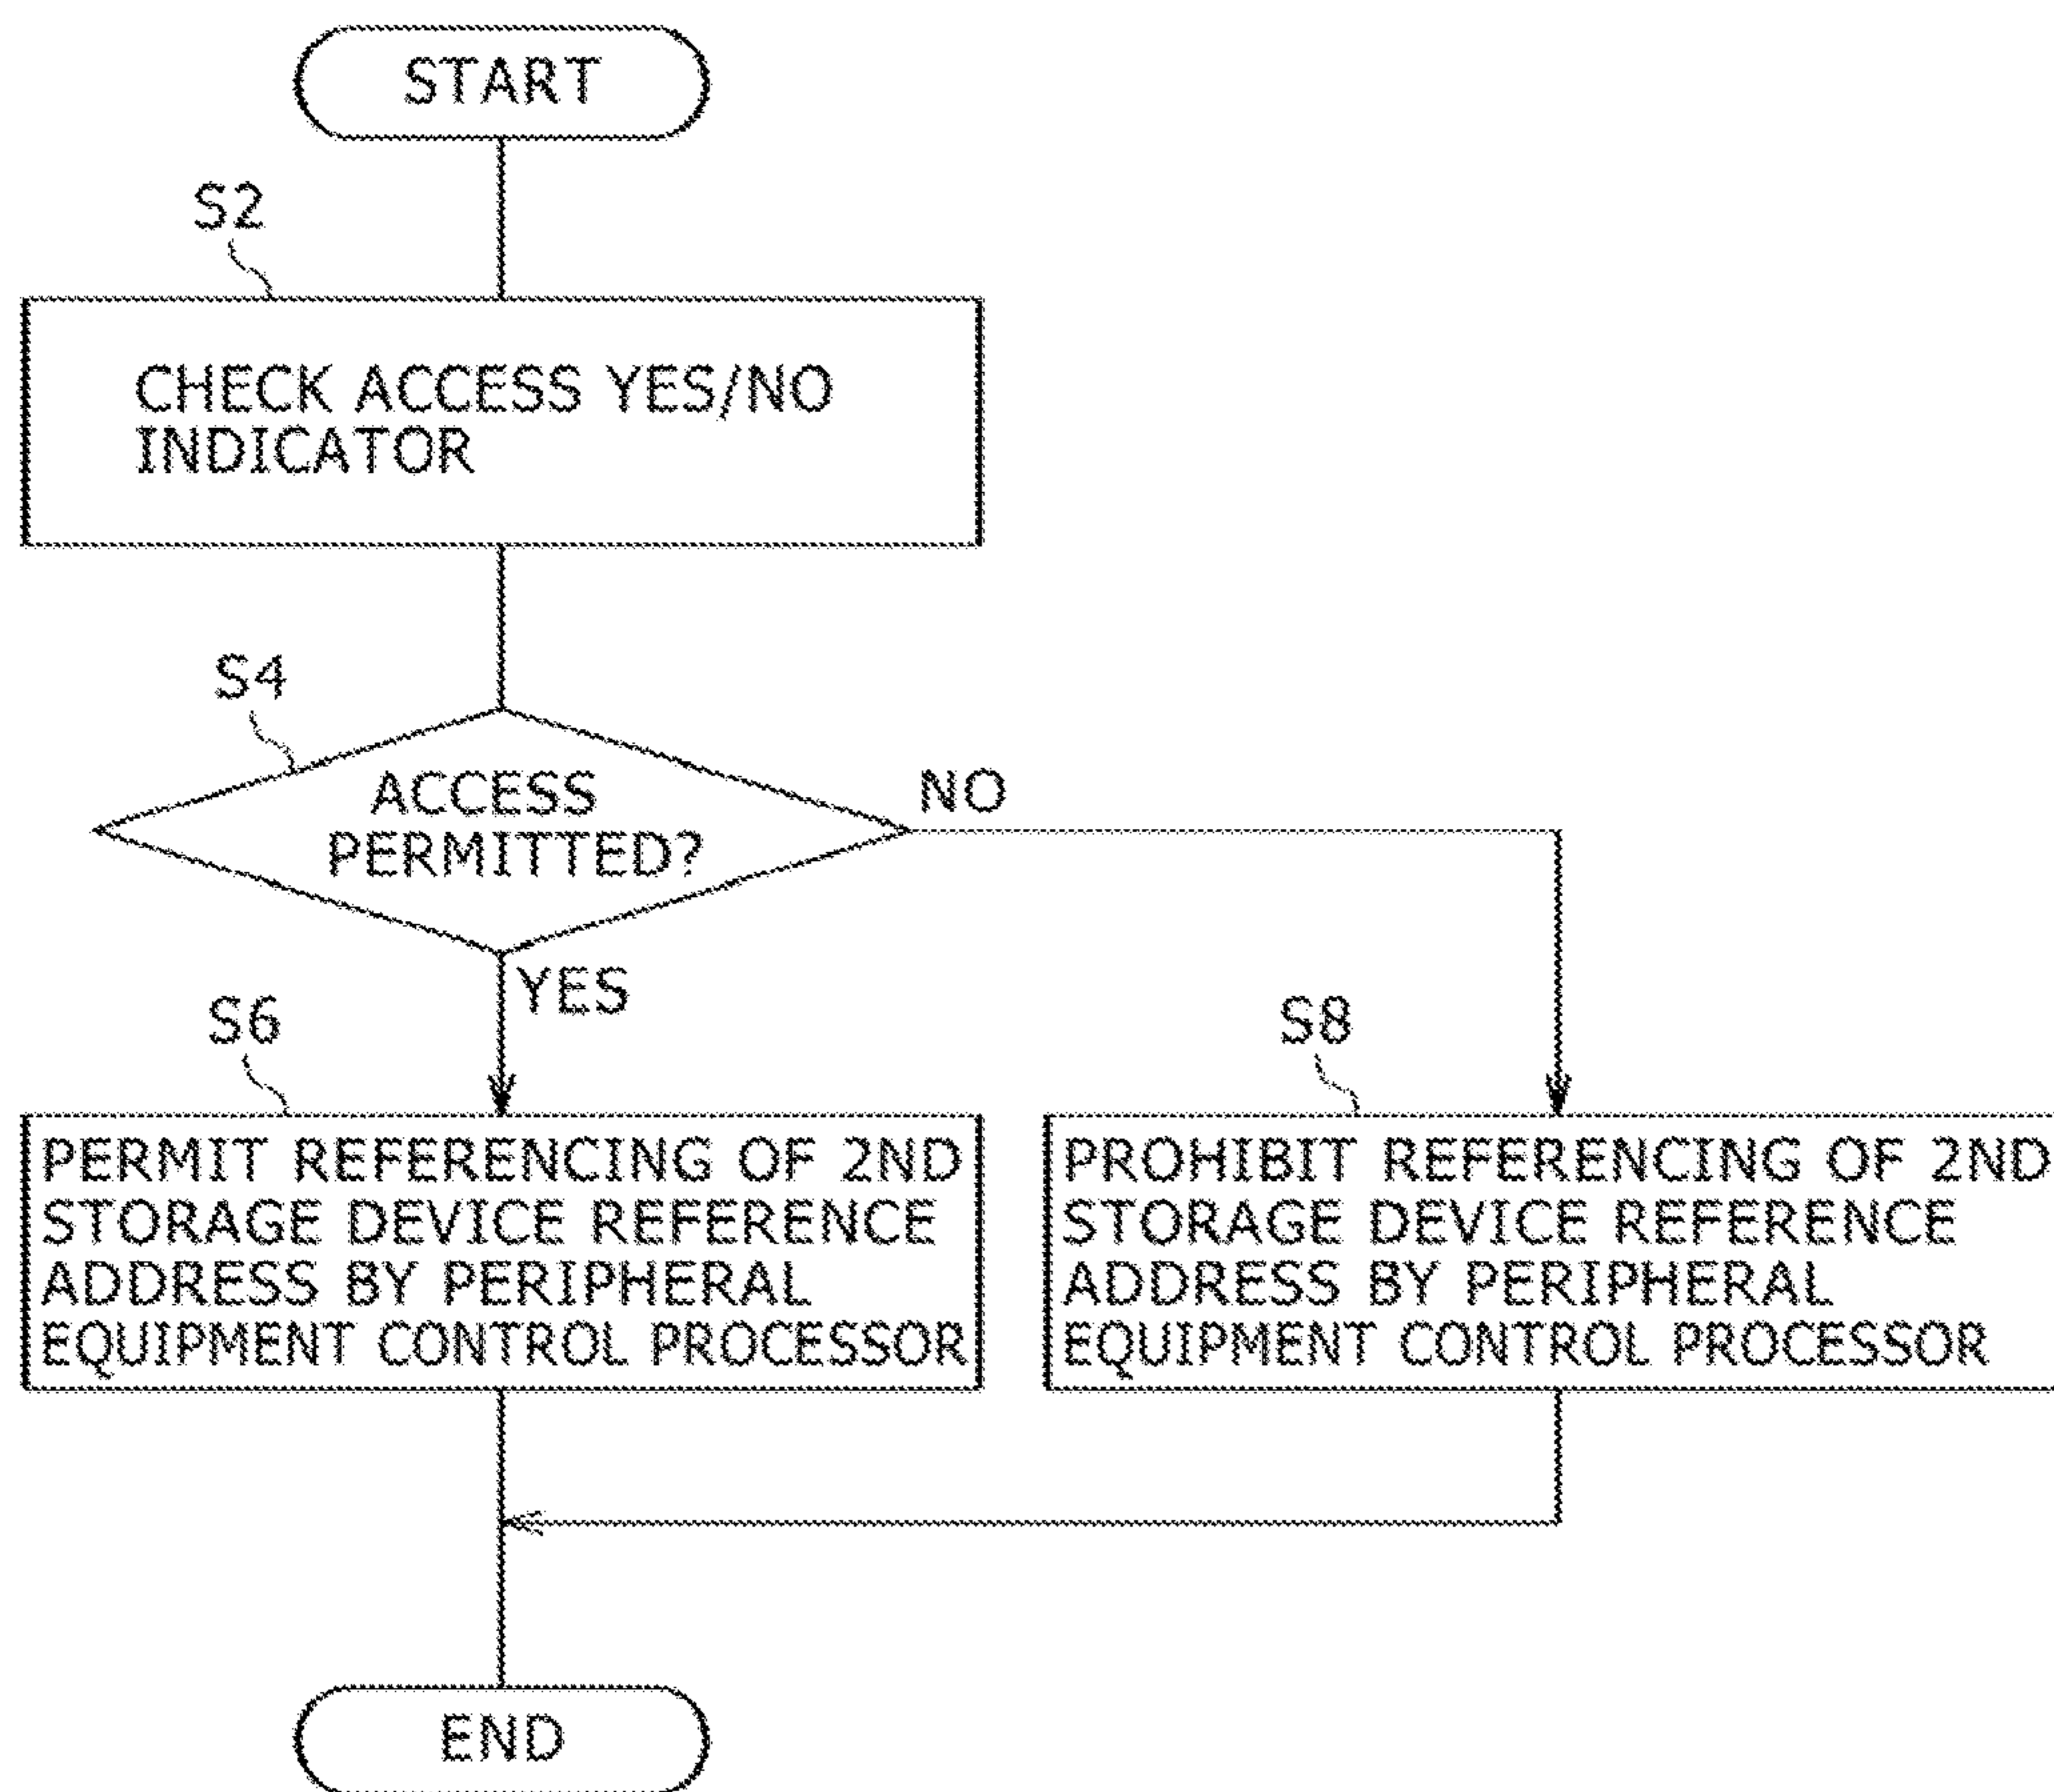 START
S2
CHECK ACCESS YES/NO
INDICATOR
S4
ACCESS
PERMITTED?
NO
YES
S6
PERMIT REFERENCING OF 2ND
STORAGE DEVICE REFERENCE
ADDRESS BY PERIPHERAL
EQUIPMENT CONTROL PROCESSOR
S8
PROHIBIT REFERENCING OF 2ND
STORAGE DEVICE REFERENCE
ADDRESS BY PERIPHERAL
EQUIPMENT CONTROL PROCESSOR
END